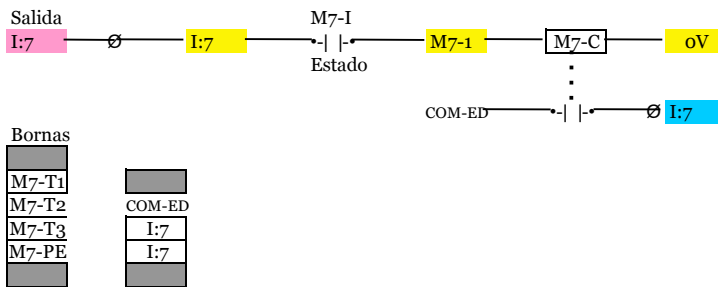 Salida M7-I
I:7 Ø I:7 •-| |-• M7-1 M7-C 0V
Estado
COM-ED •-| |-• Ø I:7
Bornas
M7-T1
M7-T2 COM-ED
M7-T3 I:7
M7-PE I:7